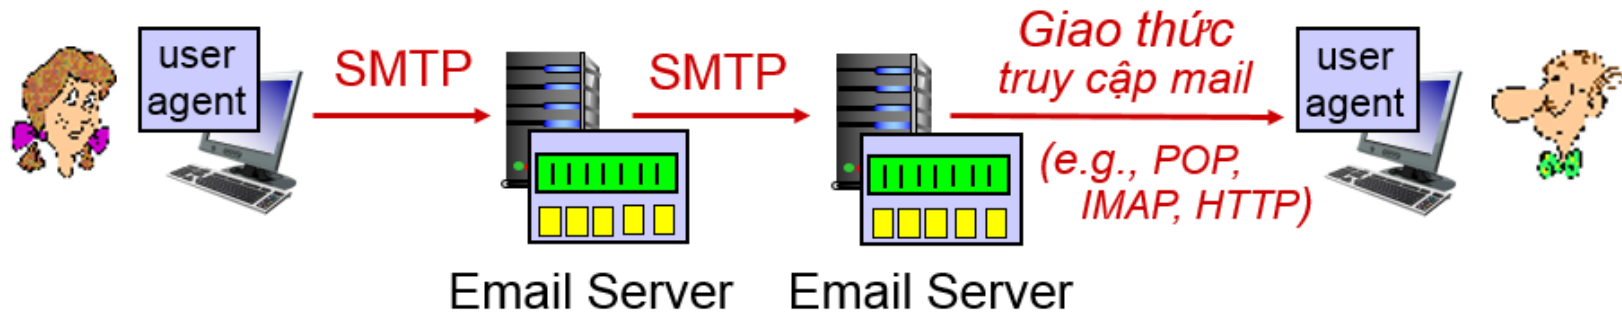 user
agent
SMTP
SMTP
Giao thức
truy cập mail
(e.g., POP,
IMAP, HTTP)
user
agent
Email Server
Email Server